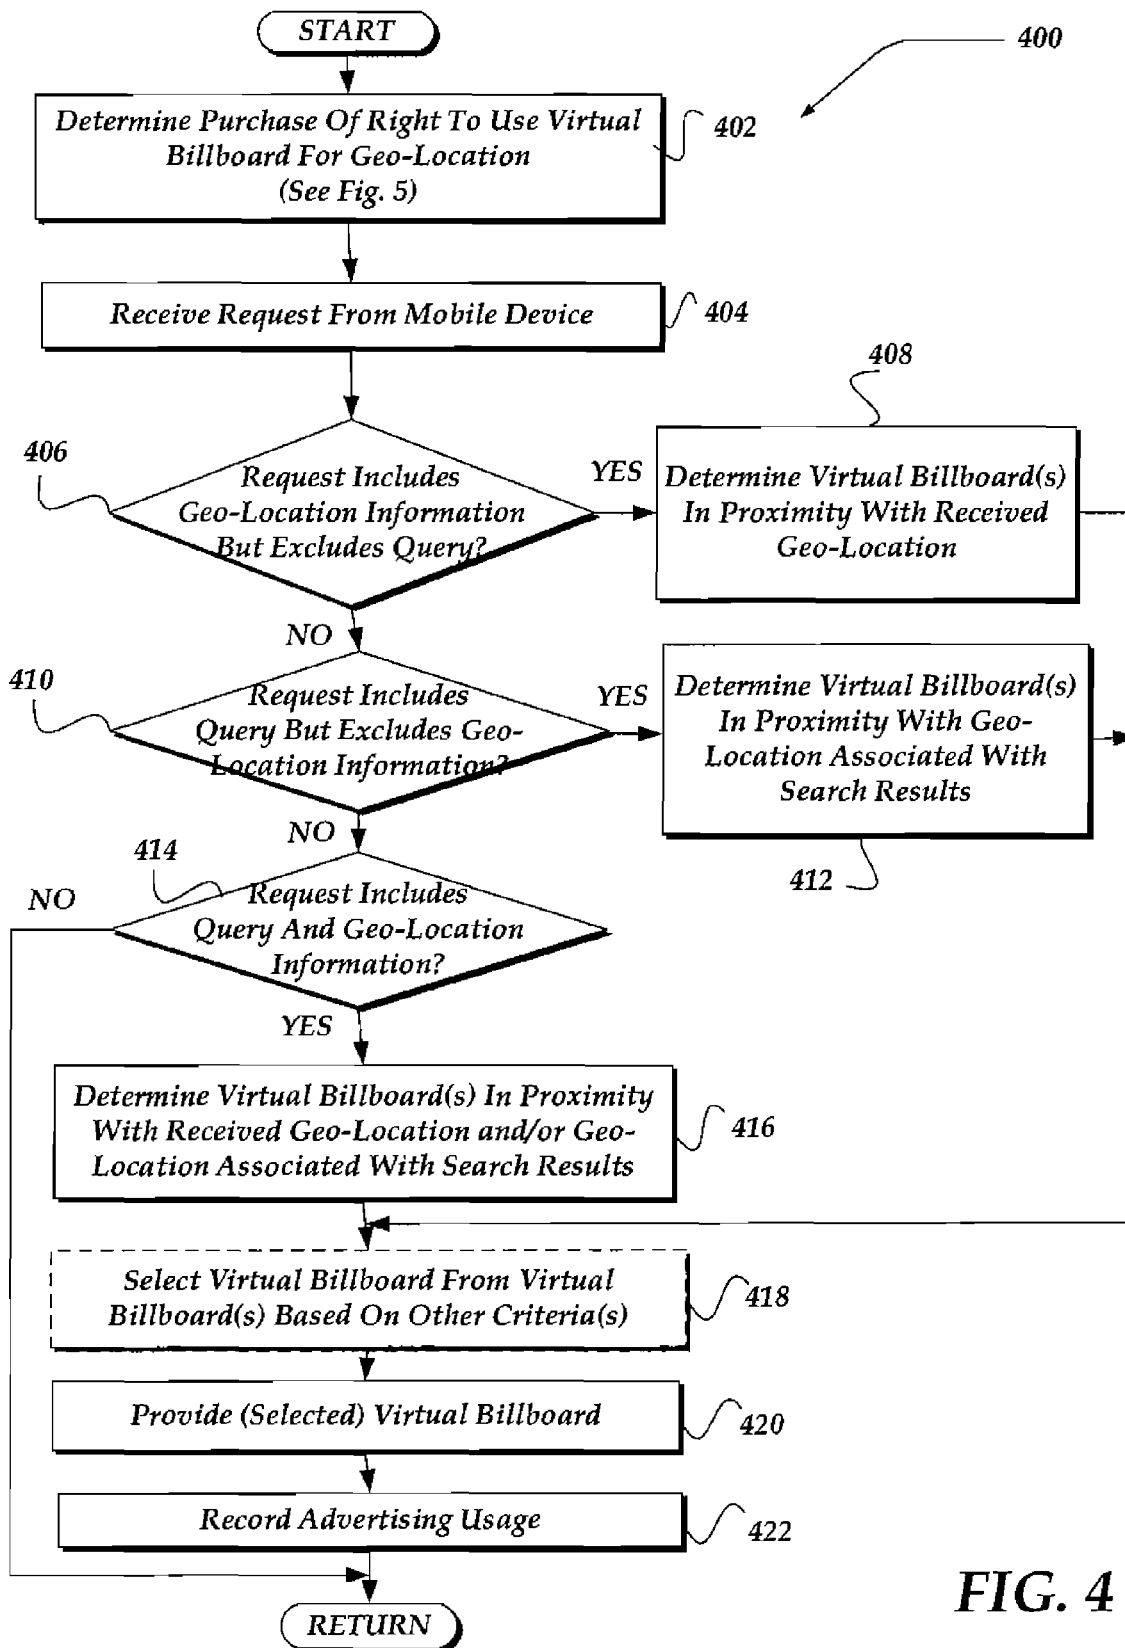 START
400
Determine Purchase Of Right To Use Virtual
Billboard For Geo-Location
(See Fig. 5)
402
Receive Request From Mobile Device
404
406
Request Includes
Geo-Location Information
But Excludes Query?
YES
408
Determine Virtual Billboard(s)
In Proximity With Received
Geo-Location
NO
410
Request Includes
Query But Excludes Geo-
Location Information?
YES
Determine Virtual Billboard(s)
In Proximity With Geo-
Location Associated With
Search Results
412
NO
414
NO
Request Includes
Query And Geo-Location
Information?
YES
Determine Virtual Billboard(s) In Proximity
With Received Geo-Location and/or Geo-
Location Associated With Search Results
416
Select Virtual Billboard From Virtual
Billboard(s) Based On Other Criteria(s)
418
Provide (Selected) Virtual Billboard
420
Record Advertising Usage
422
RETURN
FIG. 4